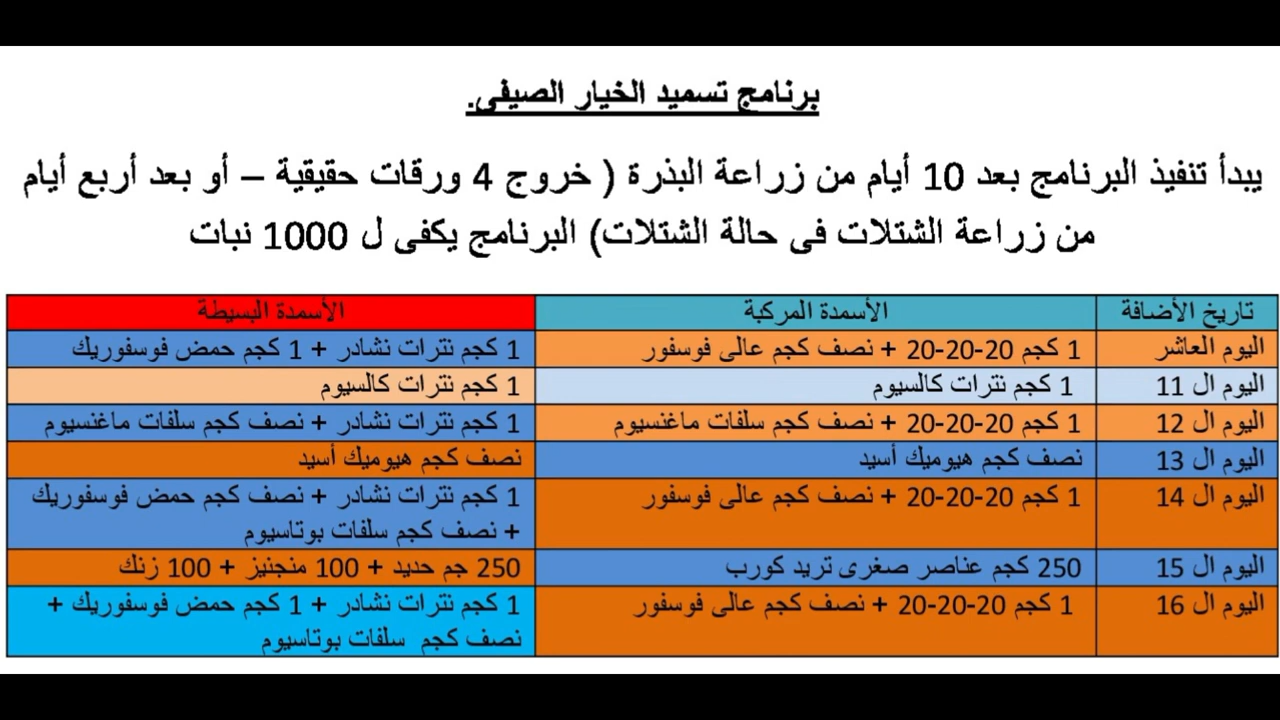 برنامج تسميد الخيار الصيفى.
يبدأ تنفيذ البرنامج بعد 10 أيام من زراعة البذرة ( خروج 4 ورقات حقيقية – أو بعد أربع أيام
من زراعة الشتلات فى حالة الشتلات) البرنامج يكفى ل 1000 نبات
تاريخ الأضافة الأسمدة المركبة الأسمدة البسيطة
اليوم العاشر 1 كجم 20-20-20 + نصف كجم عالى فوسفور 1 كجم نترات نشادر + 1 كجم حمض فوسفوريك
اليوم ال 11 1 كجم نترات كالسيوم 1 كجم نترات كالسيوم
اليوم ال 12 1 كجم 20-20-20 + نصف كجم سلفات ماغنسيوم 1 كجم نترات نشادر + نصف كجم سلفات ماغنسيوم
اليوم ال 13 نصف كجم هيوميك أسيد نصف كجم هيوميك أسيد
اليوم ال 14 1 كجم 20-20-20 + نصف كجم عالى فوسفور 1 كجم نترات نشادر + نصف كجم حمض فوسفوريك
+ نصف كجم سلفات بوتاسيوم
اليوم ال 15 250 كجم عناصر صغرى تريد كورب 250 جم حديد + 100 منجنيز + 100 زنك
اليوم ال 16 1 كجم 20-20-20 + نصف كجم عالى فوسفور 1 كجم نترات نشادر + 1 كجم حمض فوسفوريك +
نصف كجم سلفات بوتاسيوم